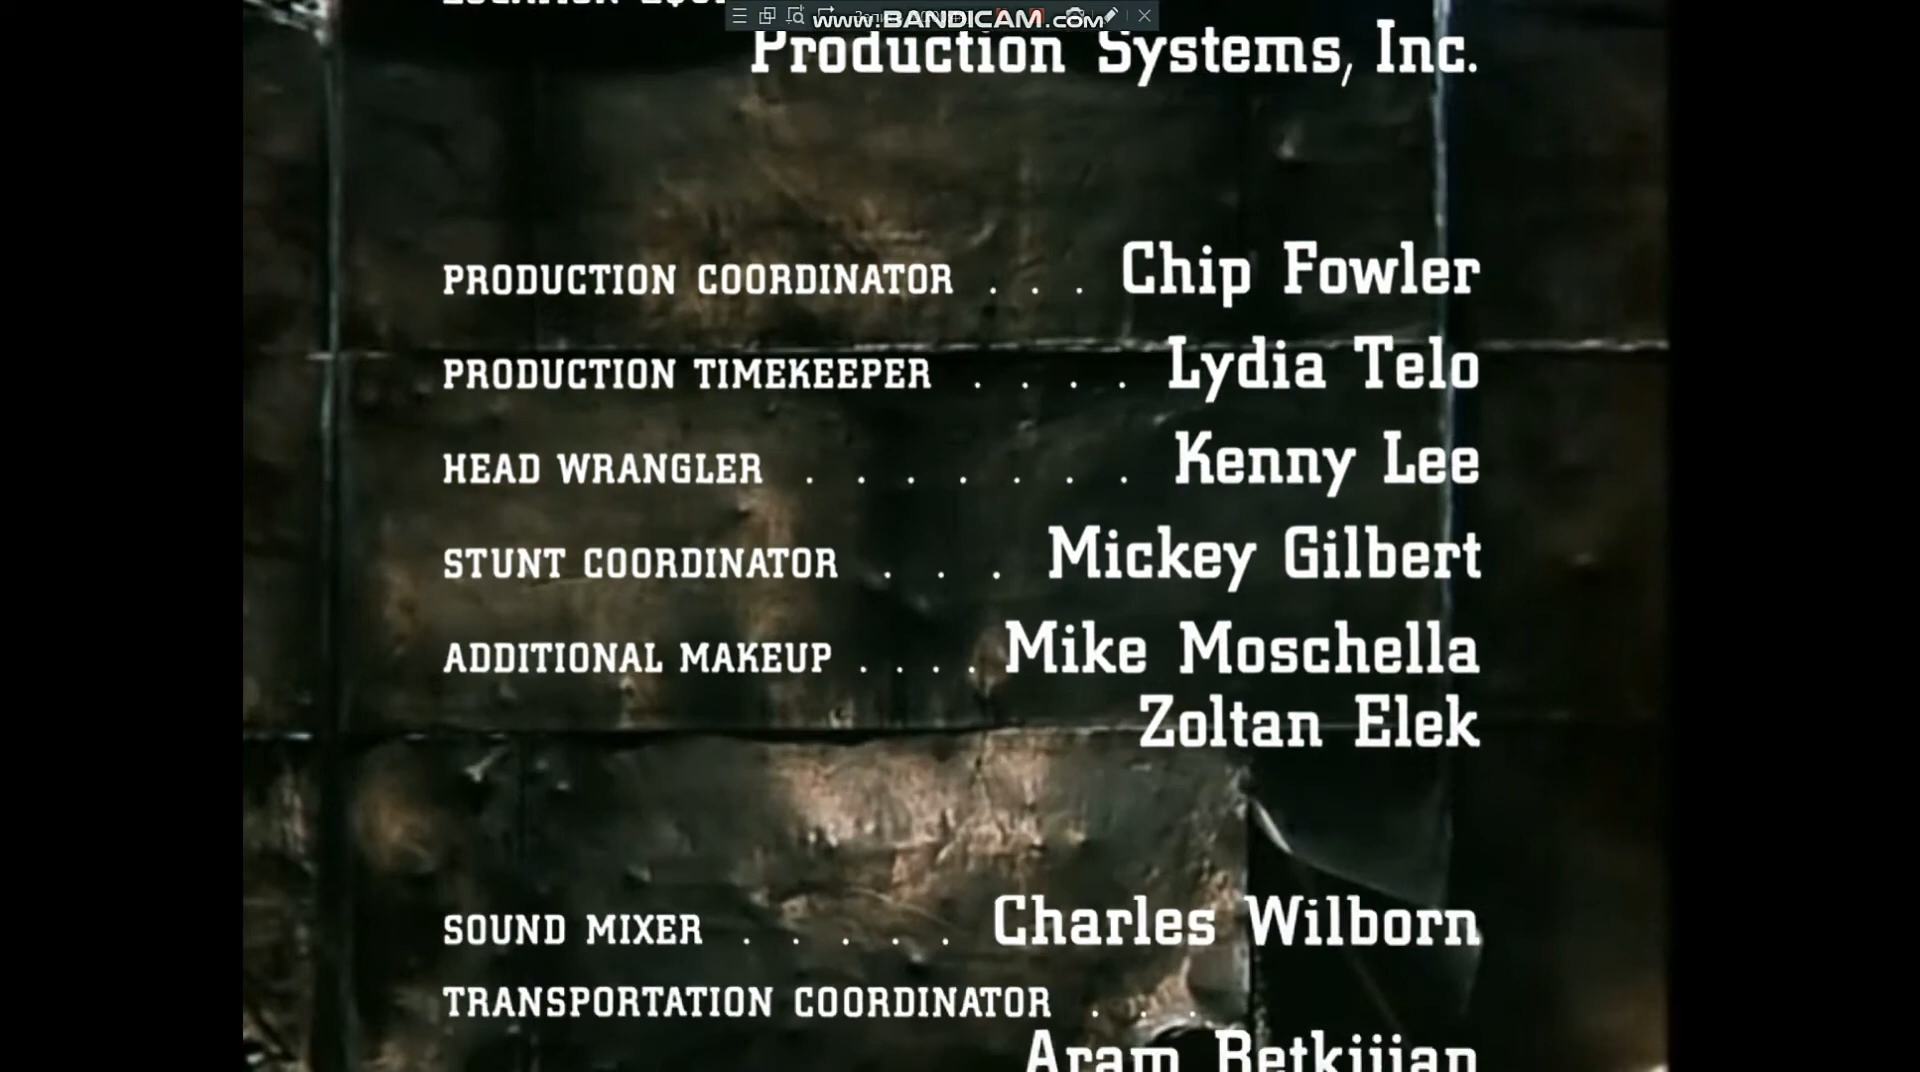 www.BANDICAM.com
Production Systems, Inc.
PRODUCTION COORDINATOR . . . Chip Fowler
PRODUCTION TIMEKEEPER . . . . Lydia Telo
HEAD WRANGLER . . . . . . . Kenny Lee
STUNT COORDINATOR . . . Mickey Gilbert
ADDITIONAL MAKEUP . . . . Mike Moschella
Zoltan Elek
SOUND MIXER . . . . . Charles Wilborn
TRANSPORTATION COORDINATOR . . .
Aram